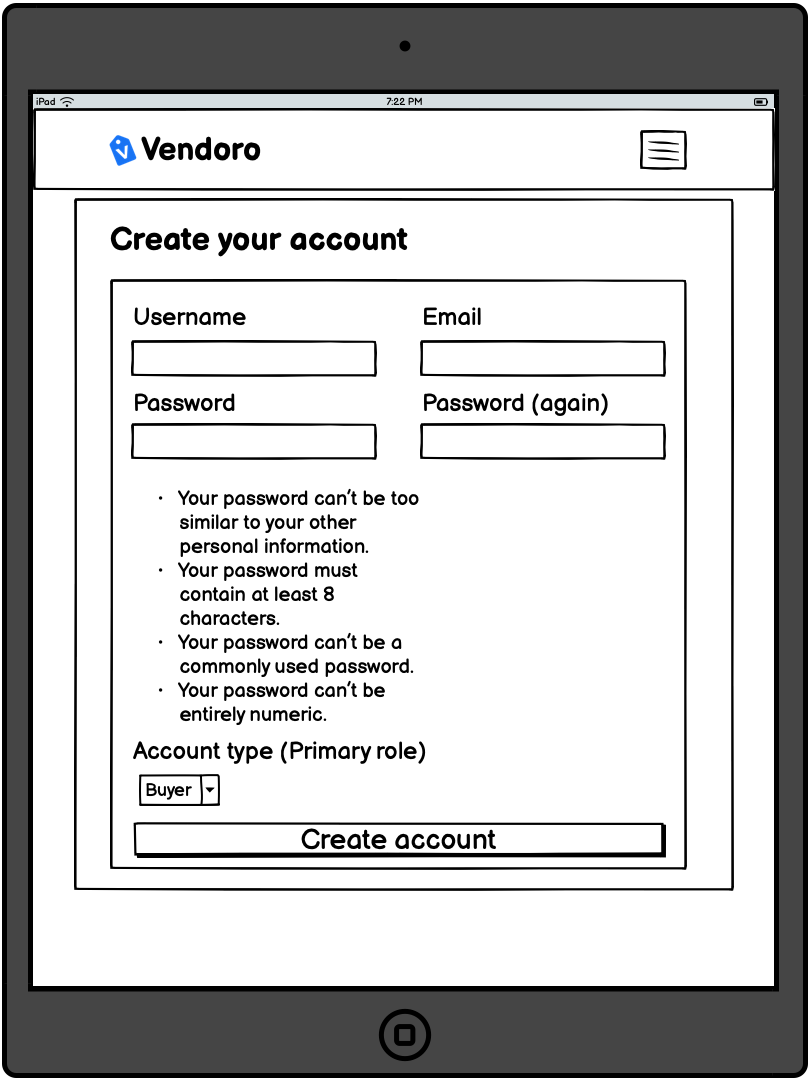 iPad 7:22 PM
Vendoro
Create your account
Username Email
Password Password (again)
· Your password can't be too
similar to your other
personal information.
· Your password must
contain at least 8
characters.
· Your password can't be a
commonly used password.
· Your password can't be
entirely numeric.
Account type (Primary role)
Buyer
Create account